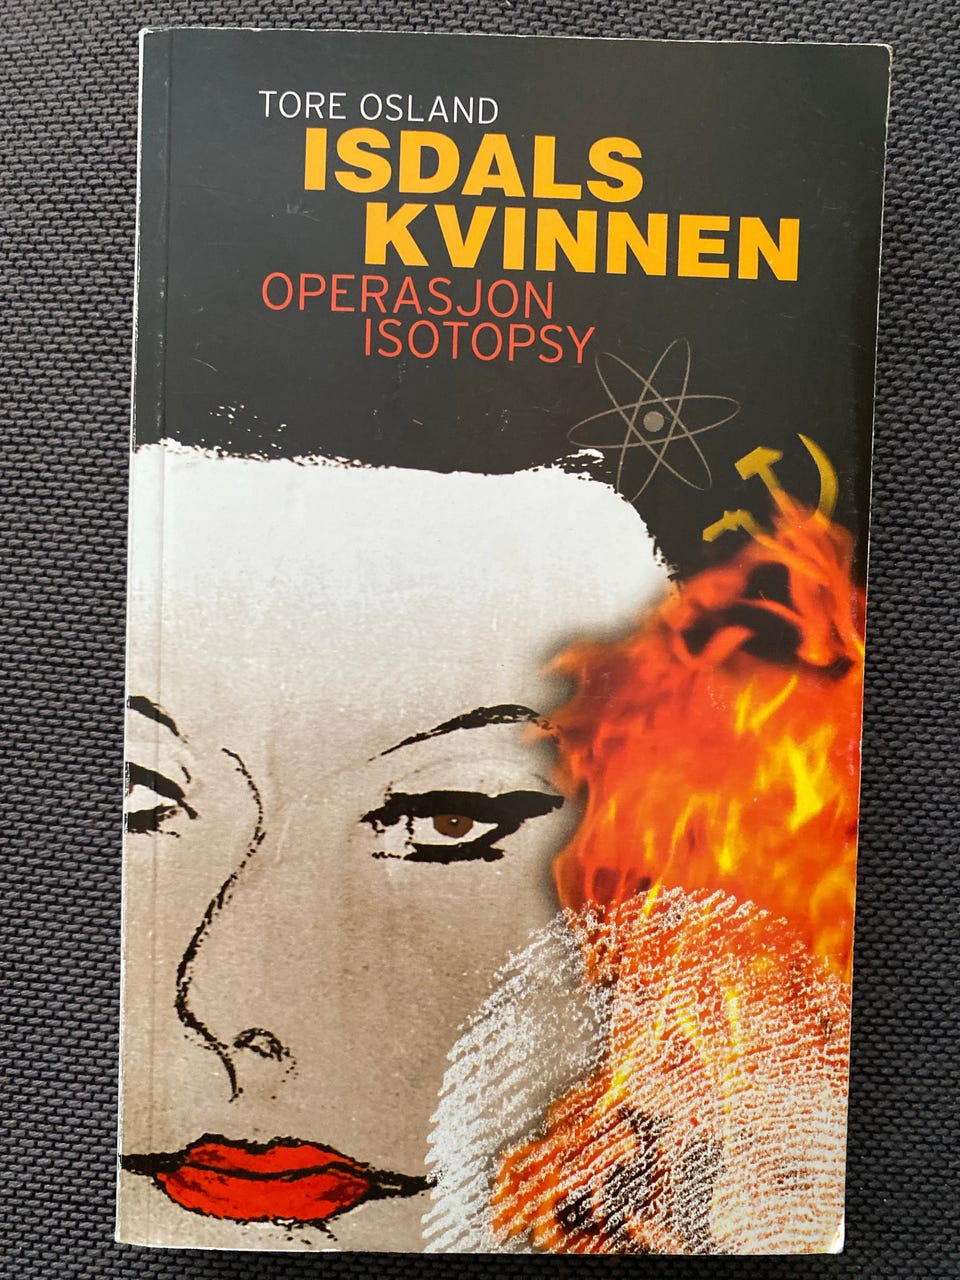 TORE OSLAND
ISDALS
KVINNEN
OPERASJON
ISOTOPSY